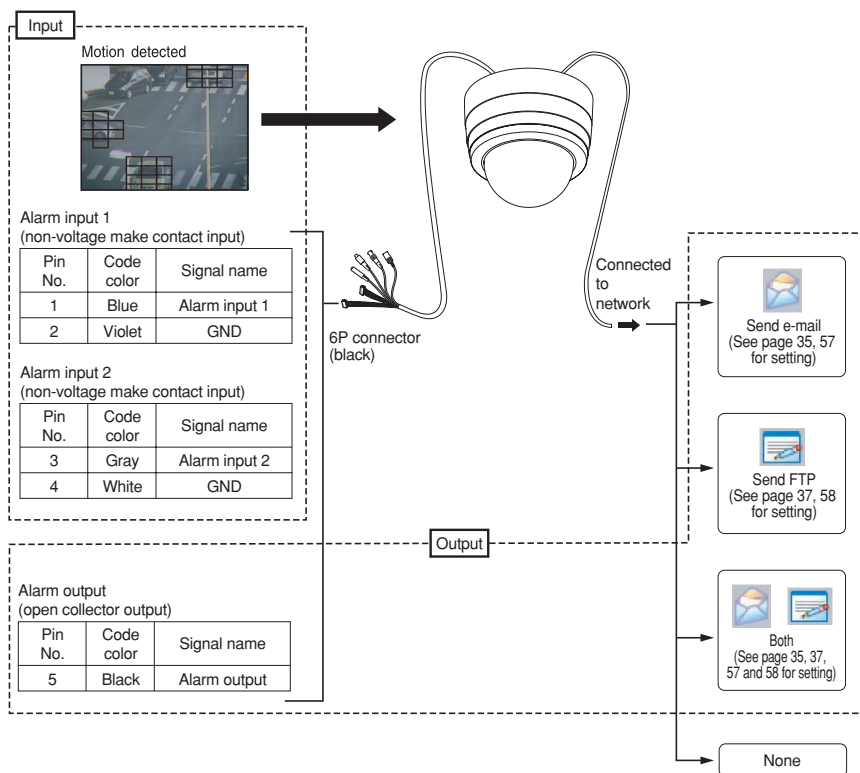 Input
Motion detected
Alarm input 1
(non-voltage make contact input)
Pin No. Code color Signal name
1 Blue Alarm input 1
2 Violet GND
Alarm input 2
(non-voltage make contact input)
Pin No. Code color Signal name
3 Gray Alarm input 2
4 White GND
6P connector
(black)
Connected
to
network
Send e-mail
(See page 35, 57
for setting)
Send FTP
(See page 37, 58
for setting)
Output
Alarm output
(open collector output)
Pin No. Code color Signal name
5 Black Alarm output
Both
(See page 35, 37,
57 and 58 for setting)
None